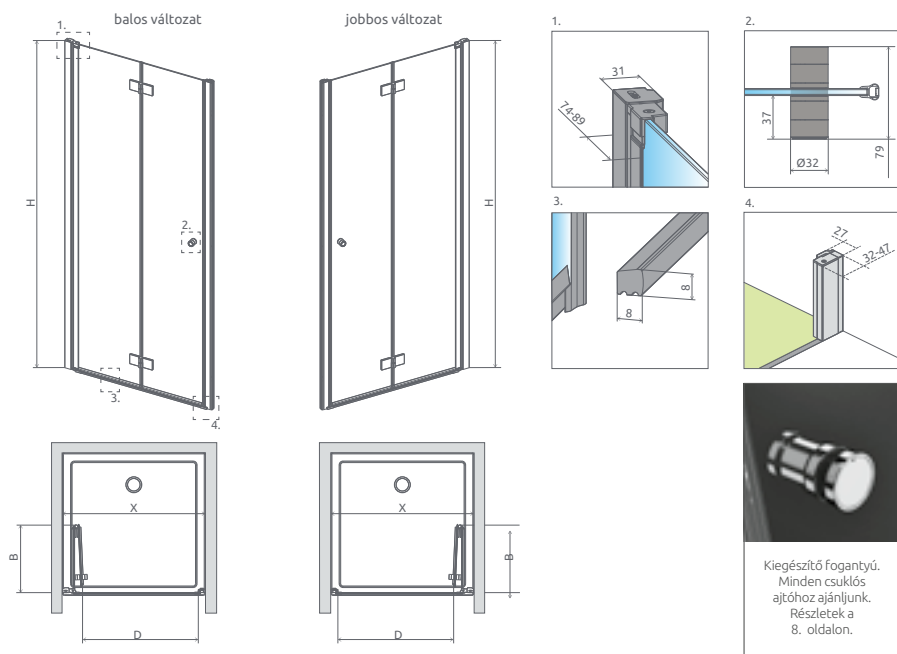 balos változat
jobbos változat
1.
H
2.
3.
4.
H
X
B
D
X
B
D
1.
31
74-89
2.
37
Ø32
79
3.
8
8
4.
27
32-47
Kiegészítő fogantyú.
Minden csuklós
ajtóhoz ajánljunk.
Részletek a
8. oldalon.